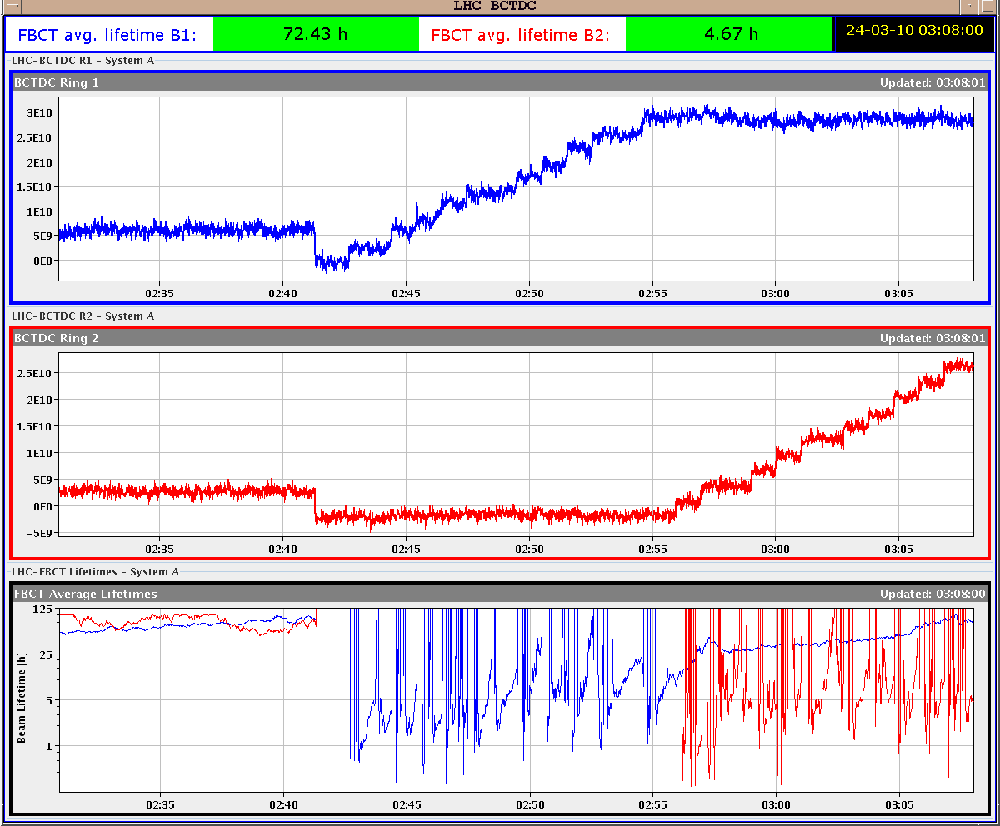 LHC BCTDC
FBCT avg. lifetime B1: 72.43 h FBCT avg. lifetime B2: 4.67 h 24-03-10 03:08:00
LHC-BCTDC R1 - System A
BCTDC Ring 1 Updated: 03:08:01
3E10
2.5E10
2E10
1.5E10
1E10
5E9
0E0
02:35 02:40 02:45 02:50 02:55 03:00 03:05
LHC-BCTDC R2 - System A
BCTDC Ring 2 Updated: 03:08:01
2.5E10
2E10
1.5E10
1E10
5E9
0E0
-5E9
02:35 02:40 02:45 02:50 02:55 03:00 03:05
LHC-FBCT Lifetimes - System A
FBCT Average Lifetimes Updated: 03:08:00
Beam Lifetime [h]
125
25
5
1
02:35 02:40 02:45 02:50 02:55 03:00 03:05